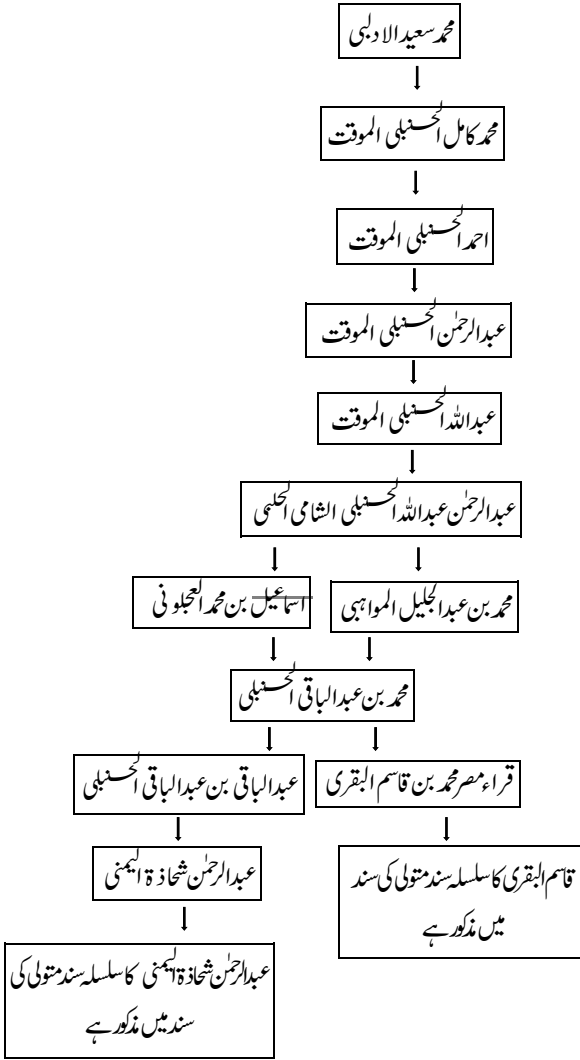 محمد سعید الادلبی
محمد کامل الحنبلی الموقت
احمد الحنبلی الموقت
عبدالرحمٰن الحنبلی الموقت
عبداللہ الحنبلی الموقت
عبدالرحمٰن عبداللہ الحنبلی الشامی الحلبی
محمد بن عبدالجلیل المواہبی
اسماعیل بن محمد العجلونی
محمد بن عبدالباقی الحنبلی
قراء مصر محمد بن قاسم البقری
عبدالباقی بن عبدالباقی الحنبلی
قاسم البقری کا سلسلہ سند متولی کی سند
میں مذکور ہے
عبدالرحمٰن شحاذۃ الیمنی
عبدالرحمٰن شحاذۃ الیمنی کا سلسلہ سند متولی کی
سند میں مذکور ہے